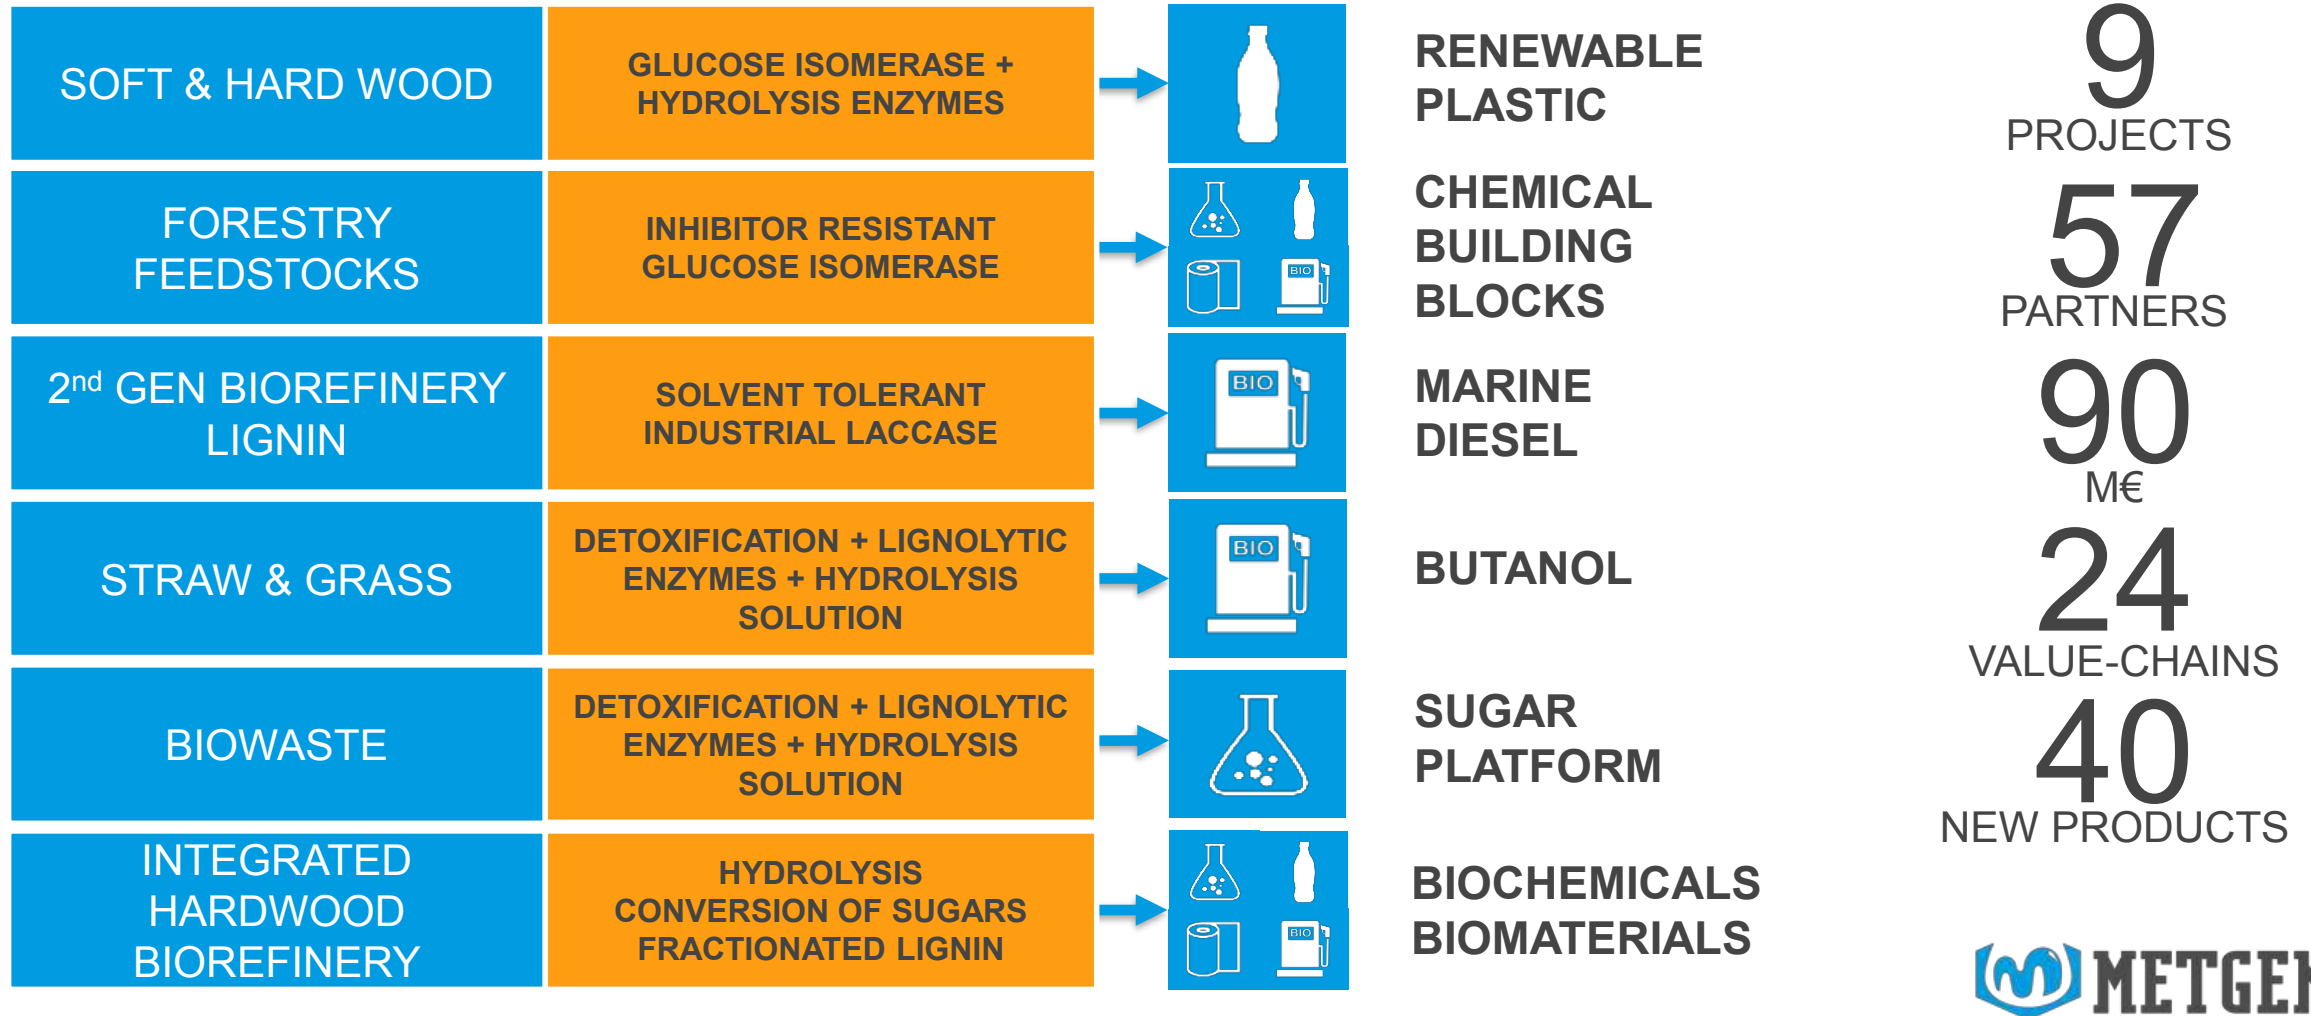 SOFT & HARD WOOD
GLUCOSE ISOMERASE +
HYDROLYSIS ENZYMES
RENEWABLE
PLASTIC
FORESTRY
FEEDSTOCKS
INHIBITOR RESISTANT
GLUCOSE ISOMERASE
BIO
CHEMICAL
BUILDING
BLOCKS
2nd GEN BIOREFINERY
LIGNIN
SOLVENT TOLERANT
INDUSTRIAL LACCASE
BIO
MARINE
DIESEL
STRAW & GRASS
DETOXIFICATION + LIGNOLYTIC
ENZYMES + HYDROLYSIS
SOLUTION
BIO
BUTANOL
BIOWASTE
DETOXIFICATION + LIGNOLYTIC
ENZYMES + HYDROLYSIS
SOLUTION
SUGAR
PLATFORM
INTEGRATED
HARDWOOD
BIOREFINERY
HYDROLYSIS
CONVERSION OF SUGARS
FRACTIONATED LIGNIN
BIO
BIOCHEMICALS
BIOMATERIALS
9
PROJECTS
57
PARTNERS
90
M€
24
VALUE-CHAINS
40
NEW PRODUCTS
METGEN